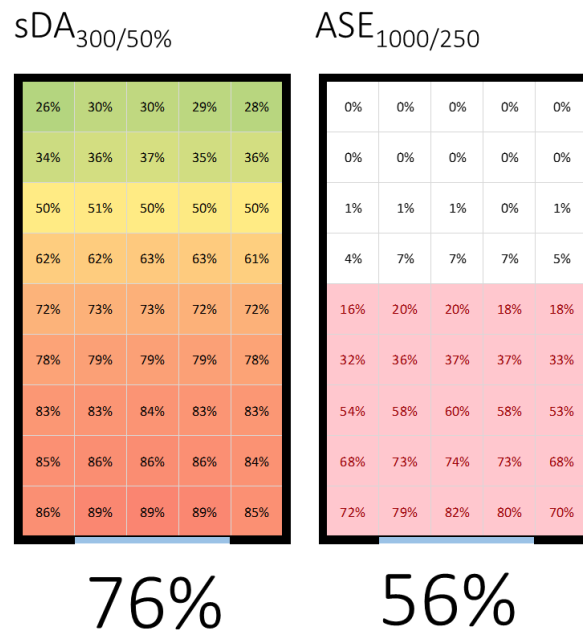 sDA300/50% ASE1000/250
26% 30% 30% 29% 28% 0% 0% 0% 0% 0%
34% 36% 37% 35% 36% 0% 0% 0% 0% 0%
50% 51% 50% 50% 50% 1% 1% 1% 0% 1%
62% 62% 63% 63% 61% 4% 7% 7% 7% 5%
72% 73% 73% 72% 72% 16% 20% 20% 18% 18%
78% 79% 79% 79% 78% 32% 36% 37% 37% 33%
83% 83% 84% 83% 83% 54% 58% 60% 58% 53%
85% 86% 86% 86% 84% 68% 73% 74% 73% 68%
86% 89% 89% 89% 85% 72% 79% 82% 80% 70%
76% 56%